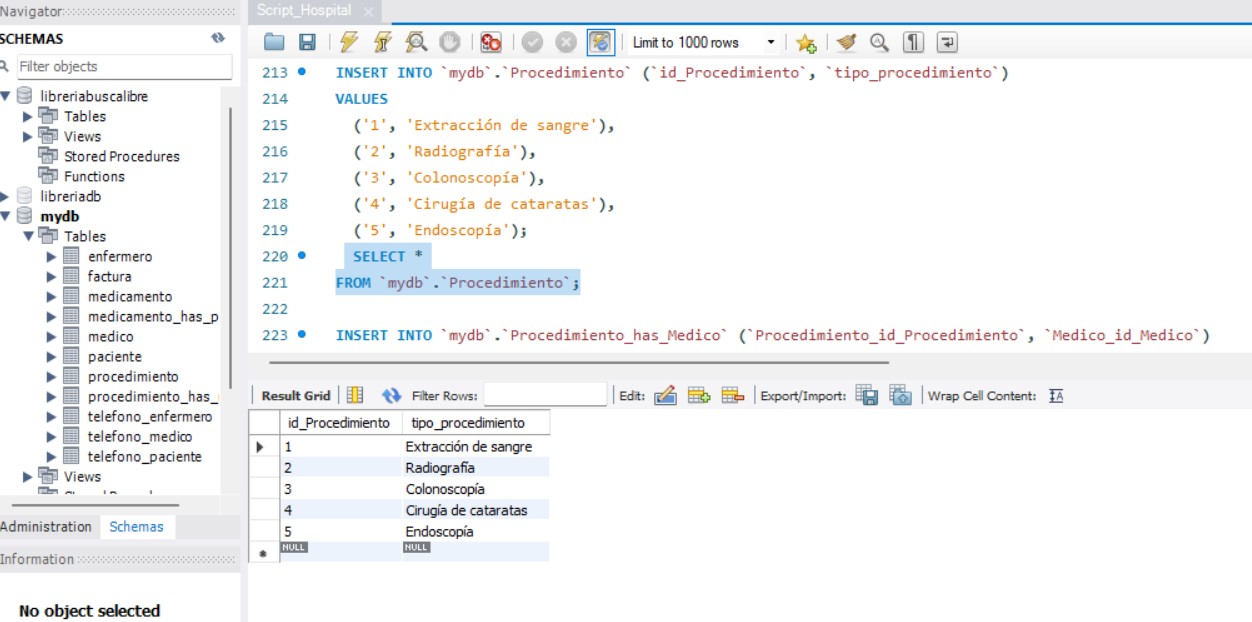 Navigator
SCHEMAS
Filter objects
libreriabuscalibre
Tables
Views
Stored Procedures
Functions
libreriadb
mydb
Tables
enfermero
factura
medicamento
medicamento_has_p
medico
paciente
procedimiento
procedimiento_has_
telefono_enfermero
telefono_medico
telefono_paciente
Views
Administration Schemas
Information
No object selected
Script_Hospital
Limit to 1000 rows
213 INSERT INTO `mydb`.`Procedimiento` (`id_Procedimiento`, `tipo_procedimiento`)
214 VALUES
215 ('1', 'Extracción de sangre'),
216 ('2', 'Radiografía'),
217 ('3', 'Colonoscopía'),
218 ('4', 'Cirugía de cataratas'),
219 ('5', 'Endoscopía');
220 SELECT *
221 FROM `mydb`.`Procedimiento`;
222
223 INSERT INTO `mydb`.`Procedimiento_has_Medico` (`Procedimiento_id_Procedimiento`, `Medico_id_Medico`)
Result Grid Filter Rows: Edit: Export/Import: Wrap Cell Content:
id_Procedimiento tipo_procedimiento
1 Extracción de sangre
2 Radiografía
3 Colonoscopía
4 Cirugía de cataratas
5 Endoscopía
NULL NULL